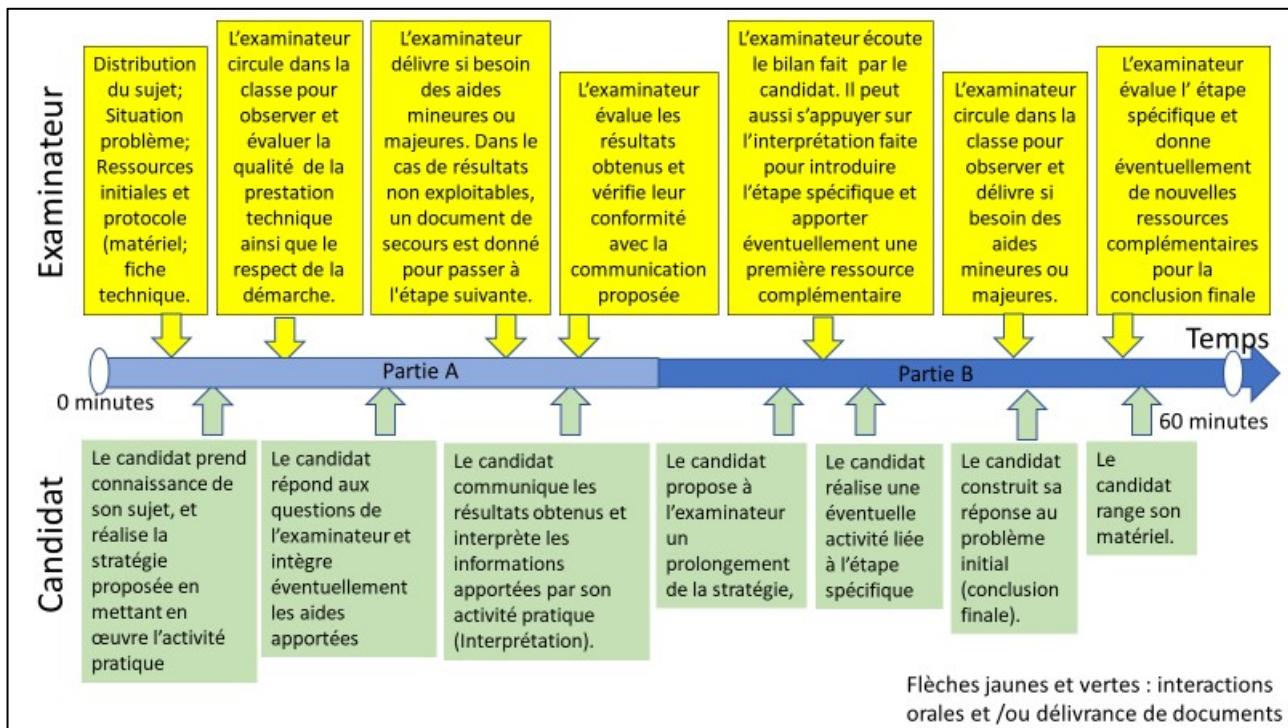 Examinateur
Distribution
du sujet;
Situation
problème;
Ressources
initiales et
protocole
(matériel;
fiche
technique.
L’examinateur
circule dans la
classe pour
observer et
évaluer la
qualité de la
prestation
technique
ainsi que le
respect de la
démarche.
L’examinateur
délivre si besoin
des aides
mineures ou
majeures. Dans le
cas de résultats
non exploitables,
un document de
secours est donné
pour passer à
l'étape suivante.
L’examinateur
évalue les
résultats
obtenus et
vérifie leur
conformité
avec la
communication
proposée
L’examinateur écoute
le bilan fait par le
candidat. Il peut
aussi s’appuyer sur
l’interprétation faite
pour introduire
l’étape spécifique et
apporter
éventuellement une
première ressource
complémentaire
L’examinateur
circule dans la
classe pour
observer et
délivre si
besoin des
aides
mineures ou
majeures.
L’examinateur
évalue l’ étape
spécifique et
donne
éventuellement
de nouvelles
ressources
complémentaires
pour la
conclusion finale
Temps
Partie A
Partie B
0 minutes
60 minutes
Candidat
Le candidat prend
connaissance de
son sujet, et
réalise la
stratégie
proposée en
mettant en
œuvre l’activité
pratique
Le candidat
répond aux
questions de
l’examinateur et
intègre
éventuellement
les aides
apportées
Le candidat
communique les
résultats obtenus et
interprète les
informations
apportées par son
activité pratique
(Interprétation).
Le candidat
propose à
l’examinateur
un
prolongement
de la stratégie,
Le candidat
réalise une
éventuelle
activité liée
à l’étape
spécifique
Le candidat
construit sa
réponse au
problème
initial
(conclusion
finale).
Le
candidat
range son
matériel.
Flèches jaunes et vertes : interactions
orales et /ou délivrance de documents